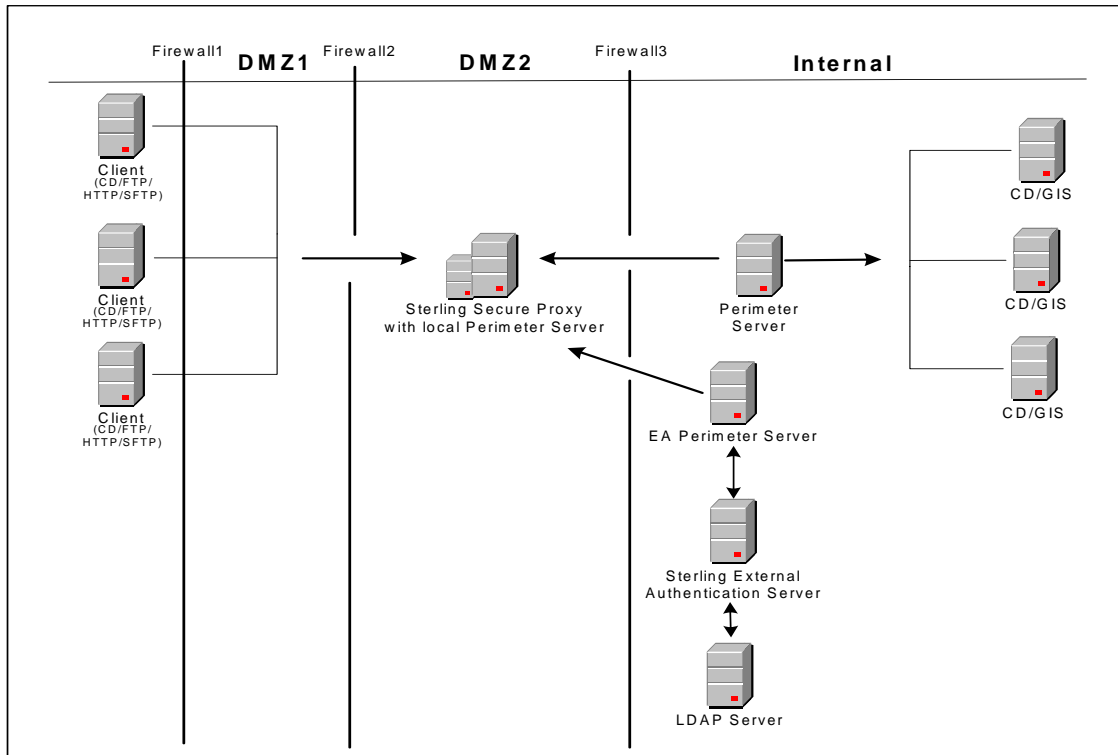 Firewall1
DMZ1
Firewall2
DMZ2
Firewall3
Internal
Client
(CD/FTP/
HTTP/SFTP)
Client
(CD/FTP/
HTTP/SFTP)
Client
(CD/FTP/
HTTP/SFTP)
Sterling Secure Proxy
with local Perimeter Server
Perimeter
Server
EA Perimeter Server
Sterling External
Authentication Server
LDAP Server
CD/GIS
CD/GIS
CD/GIS